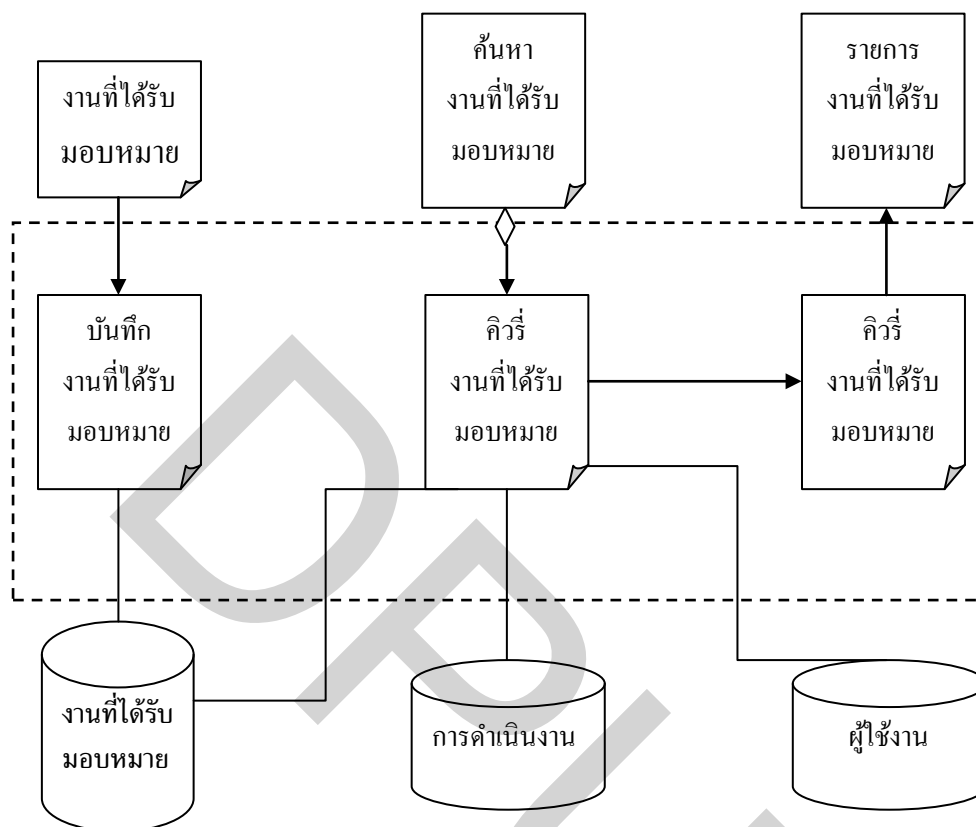 งานที่ได้รับ
มอบหมาย
ค้นหา
งานที่ได้รับ
มอบหมาย
รายการ
งานที่ได้รับ
มอบหมาย
บันทึก
งานที่ได้รับ
มอบหมาย
คิวรี่
งานที่ได้รับ
มอบหมาย
คิวรี่
งานที่ได้รับ
มอบหมาย
งานที่ได้รับ
มอบหมาย
การดำเนินงาน
ผู้ใช้งาน